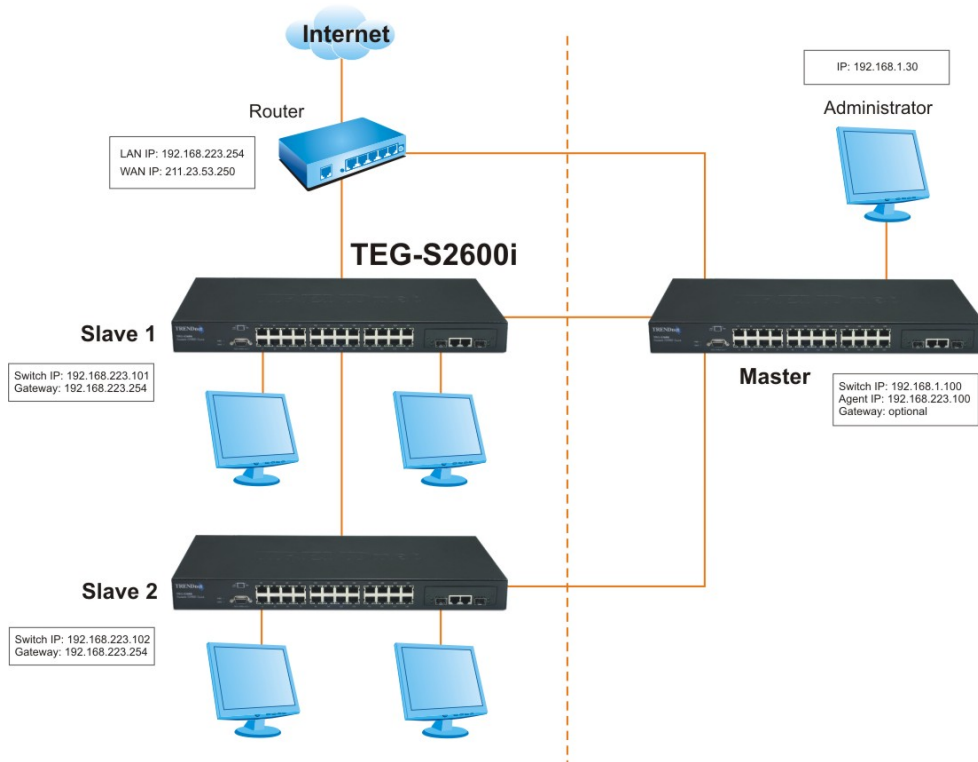 Internet
IP: 192.168.1.30
Administrator
Router
LAN IP: 192.168.223.254
WAN IP: 211.23.53.250
TEG-S2600i
TRENDnet
TRENDnet
Slave 1
Switch IP: 192.168.223.101
Gateway: 192.168.223.254
Master
Switch IP: 192.168.1.100
Agent IP: 192.168.223.100
Gateway: optional
TRENDnet
Slave 2
Switch IP: 192.168.223.102
Gateway: 192.168.223.254